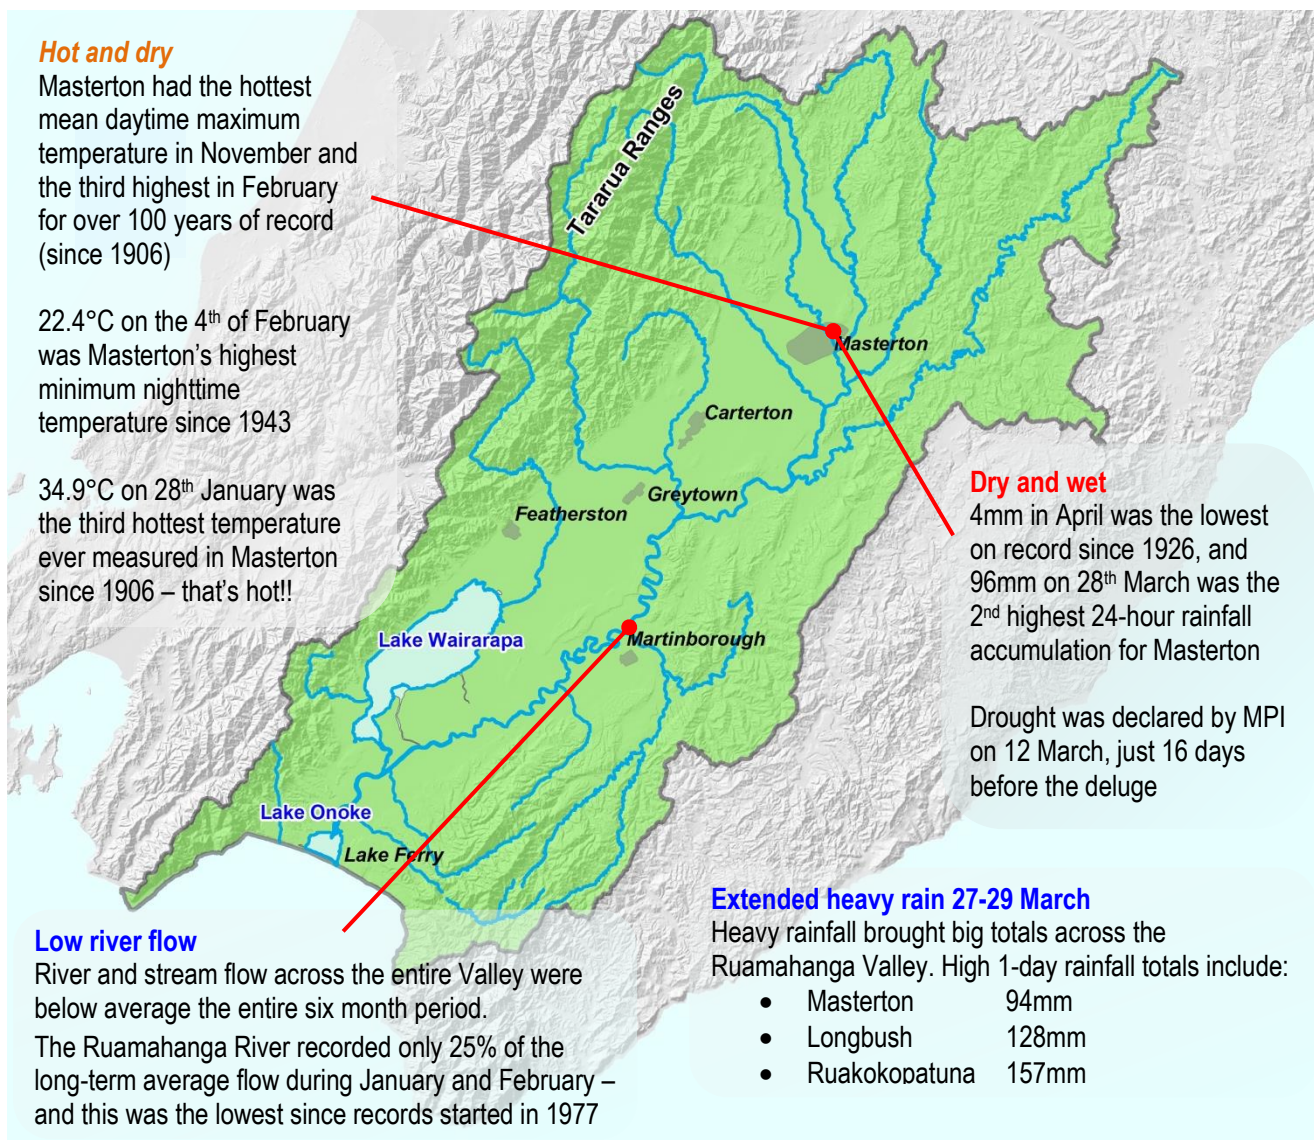 Hot and dry
Masterton had the hottest
mean daytime maximum
temperature in November and
the third highest in February
for over 100 years of record
(since 1906)
22.4°C on the 4th of February
was Masterton's highest
minimum nighttime
temperature since 1943
34.9°C on 28th January was
the third hottest temperature
ever measured in Masterton
since 1906 – that's hot!!
Tararua Ranges
Masterton
Carterton
Greytown
Featherston
Lake Wairarapa
Martinborough
Lake Onoke
Lake Ferry
Dry and wet
4mm in April was the lowest
on record since 1926, and
96mm on 28th March was the
2nd highest 24-hour rainfall
accumulation for Masterton
Drought was declared by MPI
on 12 March, just 16 days
before the deluge
Low river flow
River and stream flow across the entire Valley were
below average the entire six month period.
The Ruamahanga River recorded only 25% of the
long-term average flow during January and February –
and this was the lowest since records started in 1977
Extended heavy rain 27-29 March
Heavy rainfall brought big totals across the
Ruamahanga Valley. High 1-day rainfall totals include:
• Masterton 94mm
• Longbush 128mm
• Ruakokopatuna 157mm